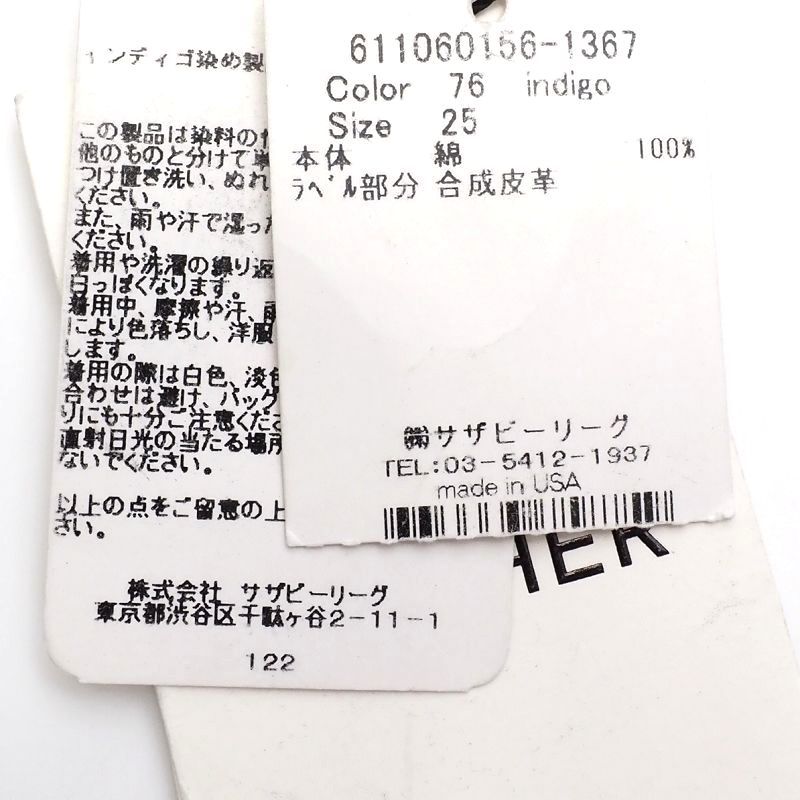 インディゴ染め製
この製品は染料の
他のものと分けて単
つけ置き洗い、ぬれ
ください。
また、雨や汗で湿った
ください。
着用や洗濯の繰り返
白っぽくなります。
着用中、摩擦や汗、雨
により色落ちし、洋服
します。
着用の際は白色、淡色
合わせは避け、バッグ
りにも十分ご注意くださ
直射日光の当たる場所
ないでください。
以上の点をご留意の上
さい。
株式会社 サザビーリーグ
東京都渋谷区千駄ヶ谷2-11-1
122
611060156-1367
Color 76 indigo
Size 25
本体 綿 100%
ラベル部分 合成皮革
㈱サザビーリーグ
TEL:03-5412-1937
made in USA
HER